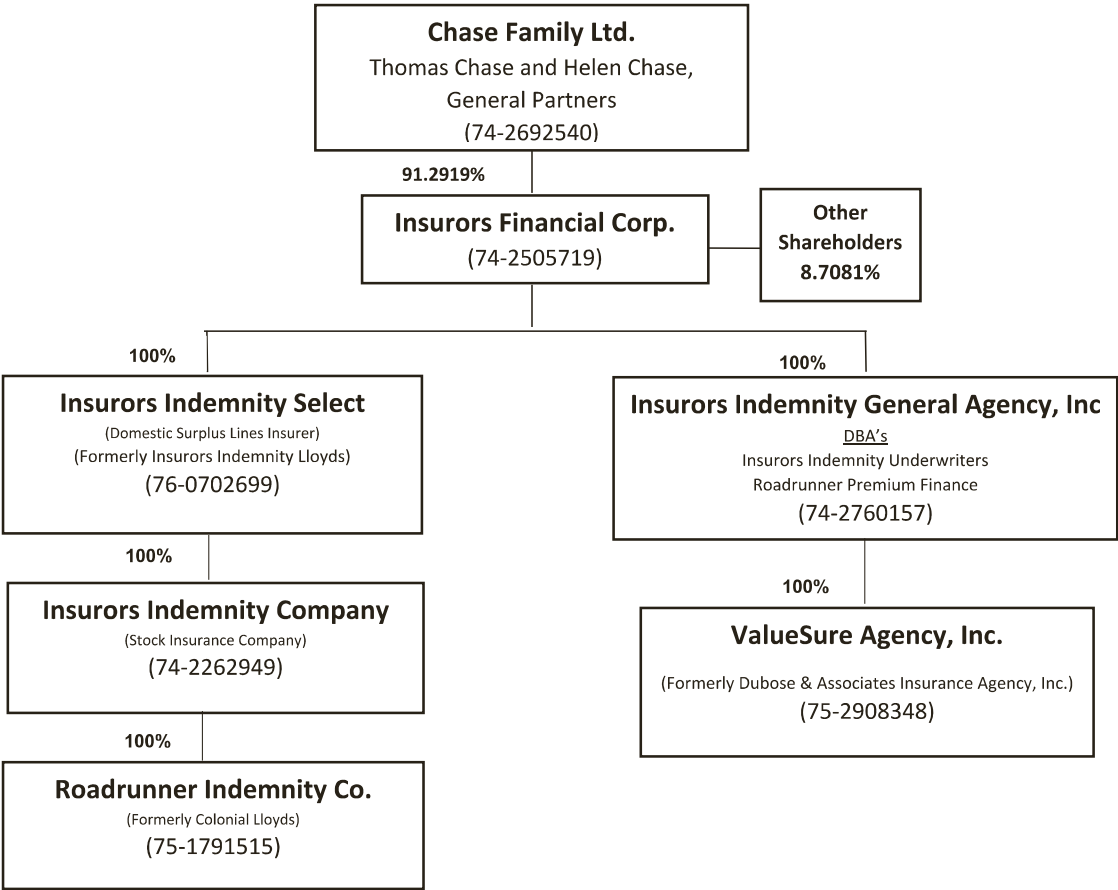 Chase Family Ltd.
Thomas Chase and Helen Chase,
General Partners
(74-2692540)
91.2919%
Insurors Financial Corp.
(74-2505719)
Other
Shareholders
8.7081%
100%
Insurors Indemnity Select
(Domestic Surplus Lines Insurer)
(Formerly Insurors Indemnity Lloyds)
(76-0702699)
100%
Insurors Indemnity Company
(Stock Insurance Company)
(74-2262949)
100%
Roadrunner Indemnity Co.
(Formerly Colonial Lloyds)
(75-1791515)
100%
Insurors Indemnity General Agency, Inc
DBA's
Insurors Indemnity Underwriters
Roadrunner Premium Finance
(74-2760157)
100%
ValueSure Agency, Inc.
(Formerly Dubose & Associates Insurance Agency, Inc.)
(75-2908348)